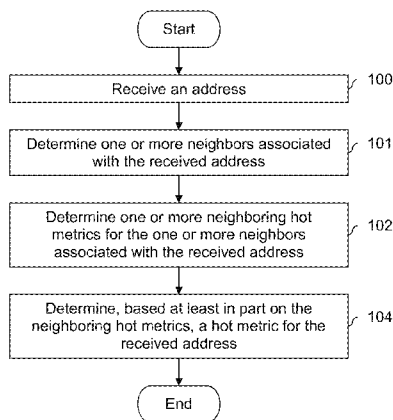 Start
Receive an address
100
Determine one or more neighbors associated
with the received address
101
Determine one or more neighboring hot
metrics for the one or more neighbors
associated with the received address
102
Determine, based at least in part on the
neighboring hot metrics, a hot metric for the
received address
104
End